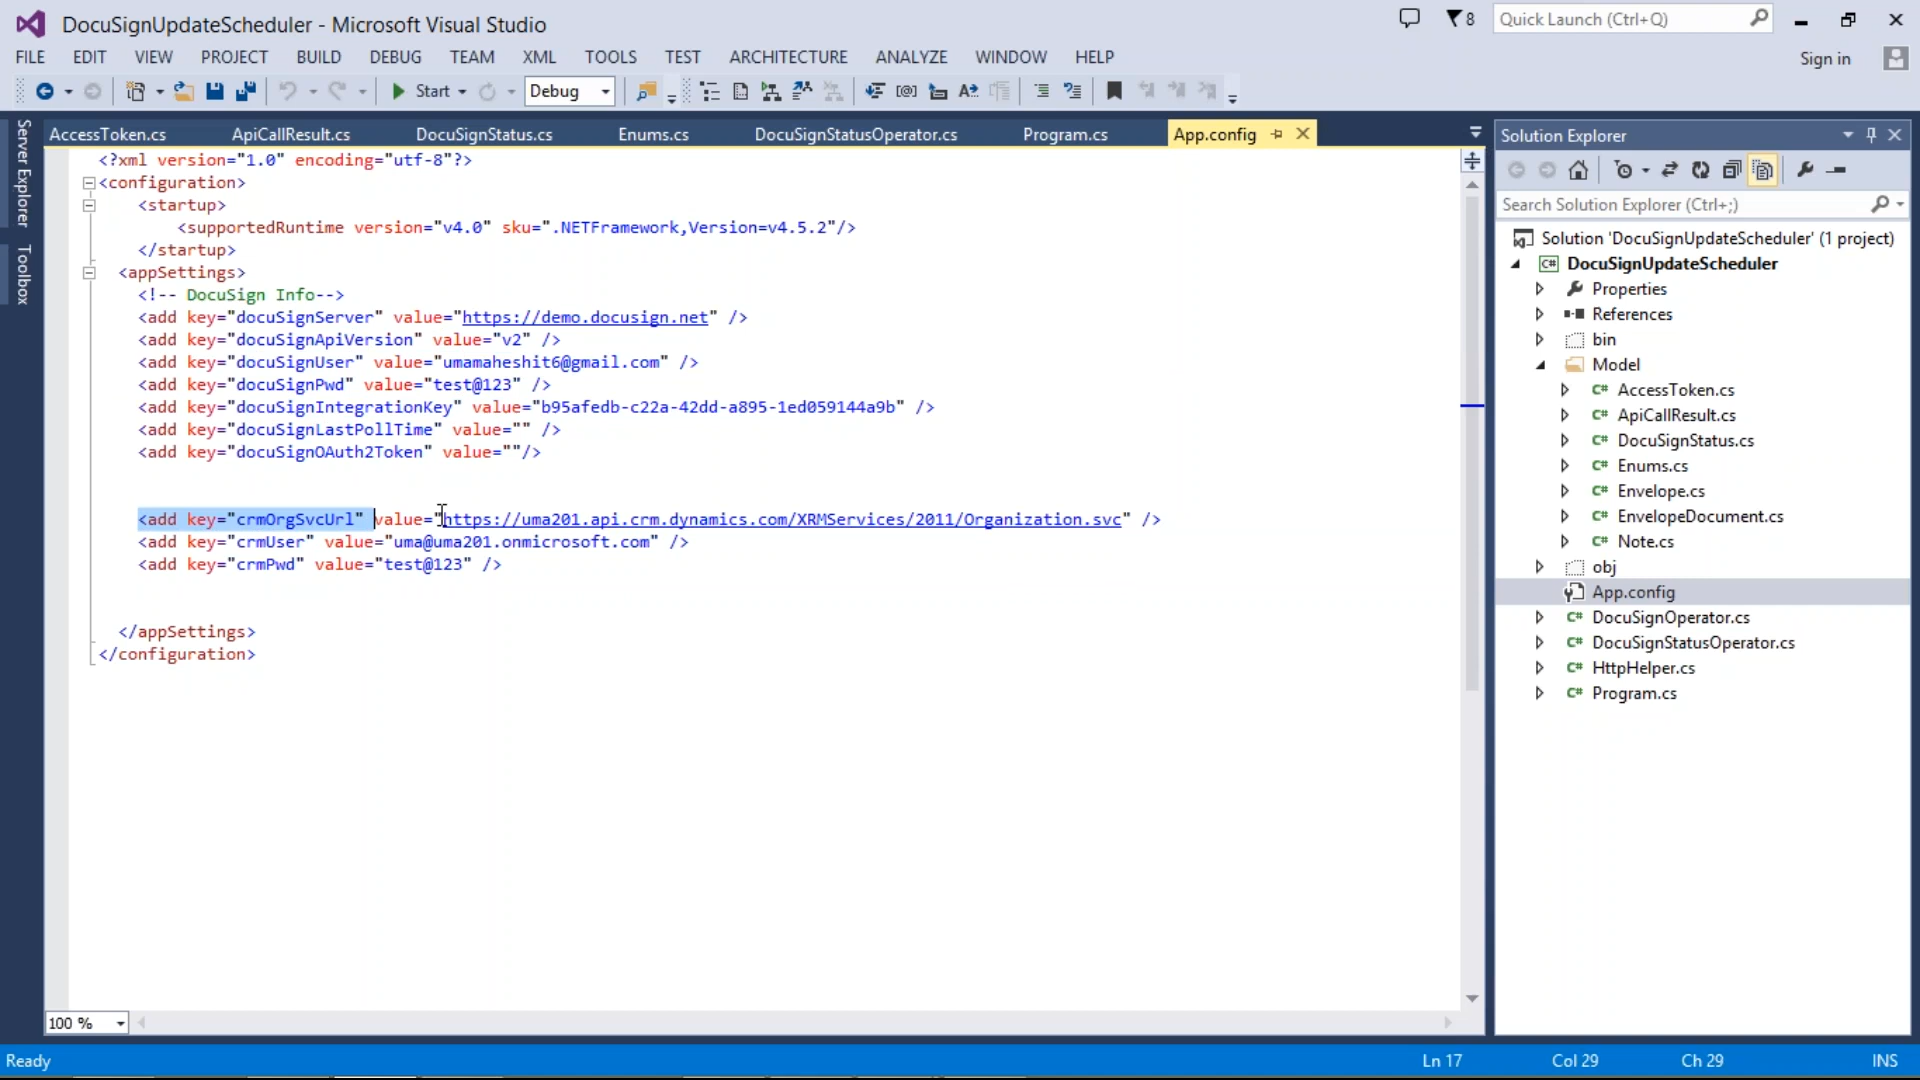 DocuSignUpdateScheduler - Microsoft Visual Studio
8
Quick Launch (Ctrl+Q)
FILE EDIT VIEW PROJECT BUILD DEBUG TEAM XML TOOLS TEST ARCHITECTURE ANALYZE WINDOW HELP
Sign in
Start
Debug
Server Explorer
Toolbox
AccessToken.cs ApiCallResult.cs DocuSignStatus.cs Enums.cs DocuSignStatusOperator.cs Program.cs App.config
<?xml version="1.0" encoding="utf-8"?>
<configuration>
<startup>
<supportedRuntime version="v4.0" sku=".NETFramework,Version=v4.5.2"/>
</startup>
<appSettings>
<!-- DocuSign Info-->
<add key="docuSignServer" value="https://demo.docusign.net" />
<add key="docuSignApiVersion" value="v2" />
<add key="docuSignUser" value="umamaheshit6@gmail.com" />
<add key="docuSignPwd" value="test@123" />
<add key="docuSignIntegrationKey" value="b95afedb-c22a-42dd-a895-1ed059144a9b" />
<add key="docuSignLastPollTime" value="" />
<add key="docuSignOAuth2Token" value=""/>
<add key="crmOrgSvcUrl" value="https://uma201.api.crm.dynamics.com/XRMServices/2011/Organization.svc" />
<add key="crmUser" value="uma@uma201.onmicrosoft.com" />
<add key="crmPwd" value="test@123" />
</appSettings>
</configuration>
100 %
Solution Explorer
Search Solution Explorer (Ctrl+;)
Solution 'DocuSignUpdateScheduler' (1 project)
C# DocuSignUpdateScheduler
Properties
References
bin
Model
C# AccessToken.cs
C# ApiCallResult.cs
C# DocuSignStatus.cs
C# Enums.cs
C# Envelope.cs
C# EnvelopeDocument.cs
C# Note.cs
obj
App.config
C# DocuSignOperator.cs
C# DocuSignStatusOperator.cs
C# HttpHelper.cs
C# Program.cs
Ready
Ln 17 Col 29 Ch 29 INS